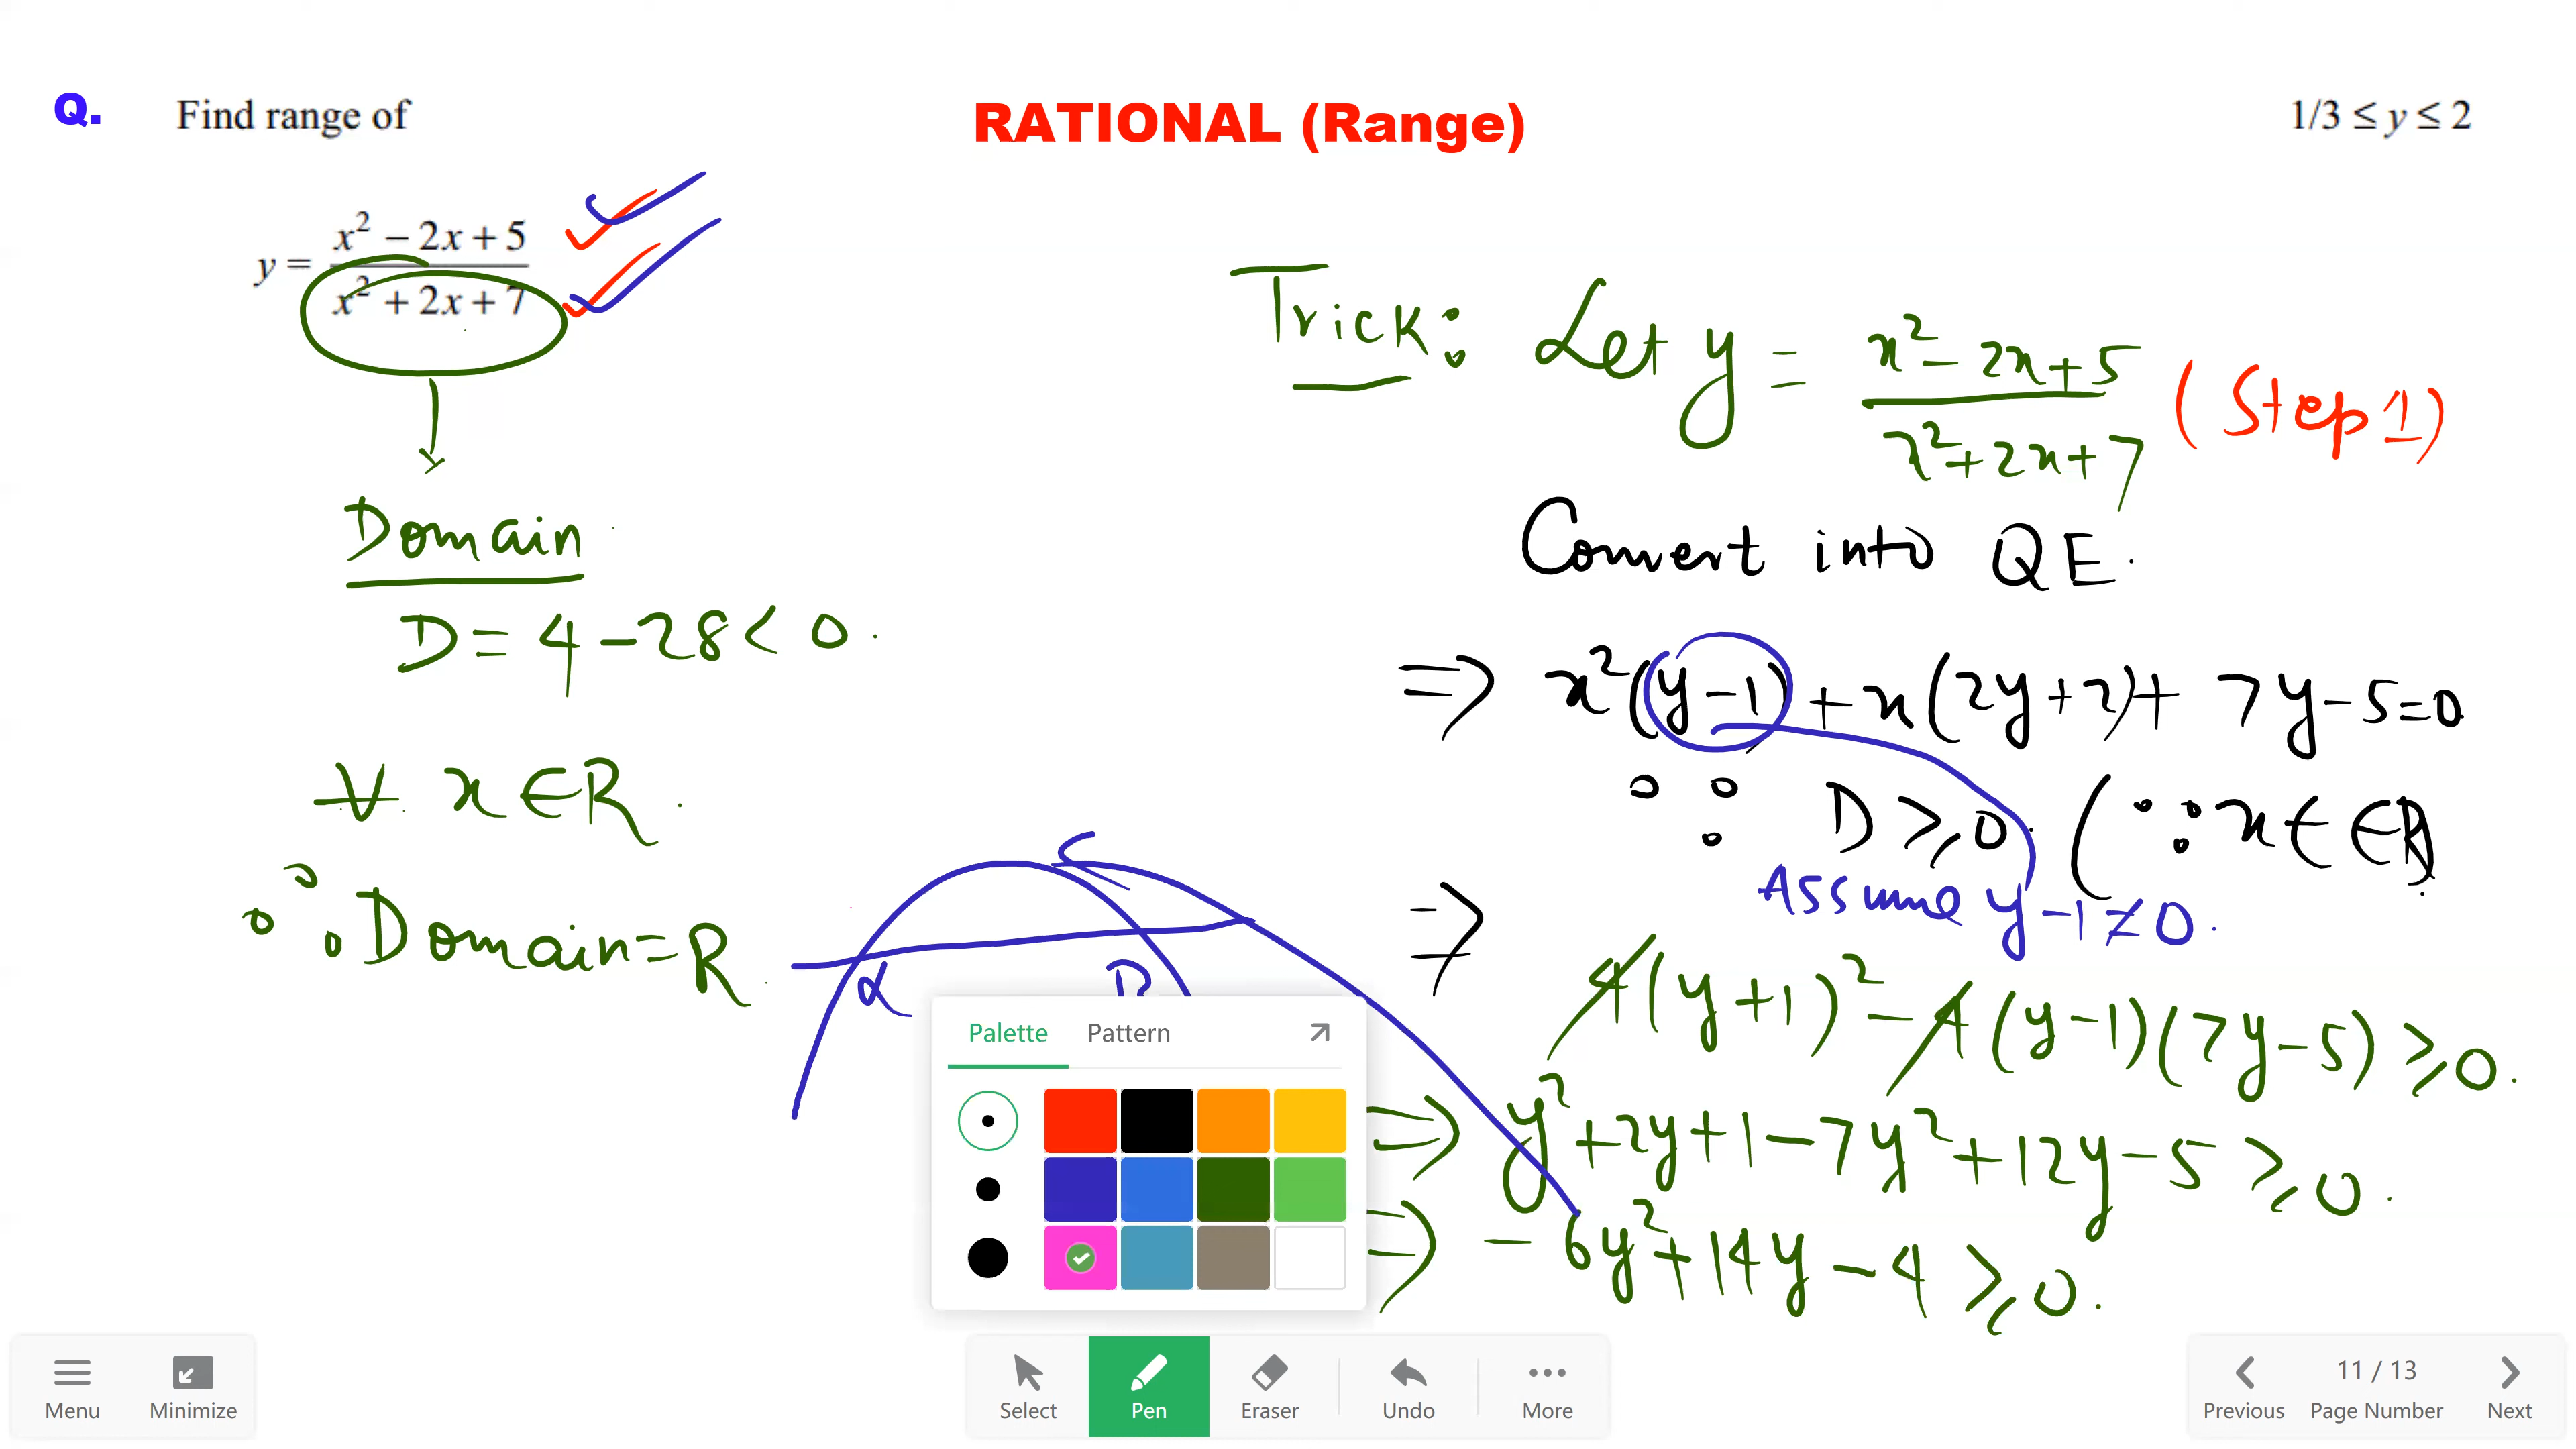 Q. Find range of
RATIONAL (Range)
1/3 ≤ y ≤ 2
y = (x² − 2x + 5)/(x² + 2x + 7)
Domain
D = 4 − 28 < 0.
∀ x ∈ R.
∴ Domain = R
Trick: Let y = (x² − 2x + 5)/(x² + 2x + 7) (Step 1)
Convert into QE.
⇒ x²(y − 1) + x(2y + 2) + 7y − 5 = 0
∵ D ≥ 0. (∵ x ∈ ∈ R)
Assume y − 1 ≠ 0.
⇒ 4(y + 1)² − 4(y − 1)(7y − 5) ≥ 0.
⇒ y² + 2y + 1 − 7y² + 12y − 5 ≥ 0.
⇒ − 6y² + 14y − 4 ≥ 0.
α
Palette Pattern
Menu
Minimize
Select
Pen
Eraser
Undo
More
Previous
11 / 13
Page Number
Next